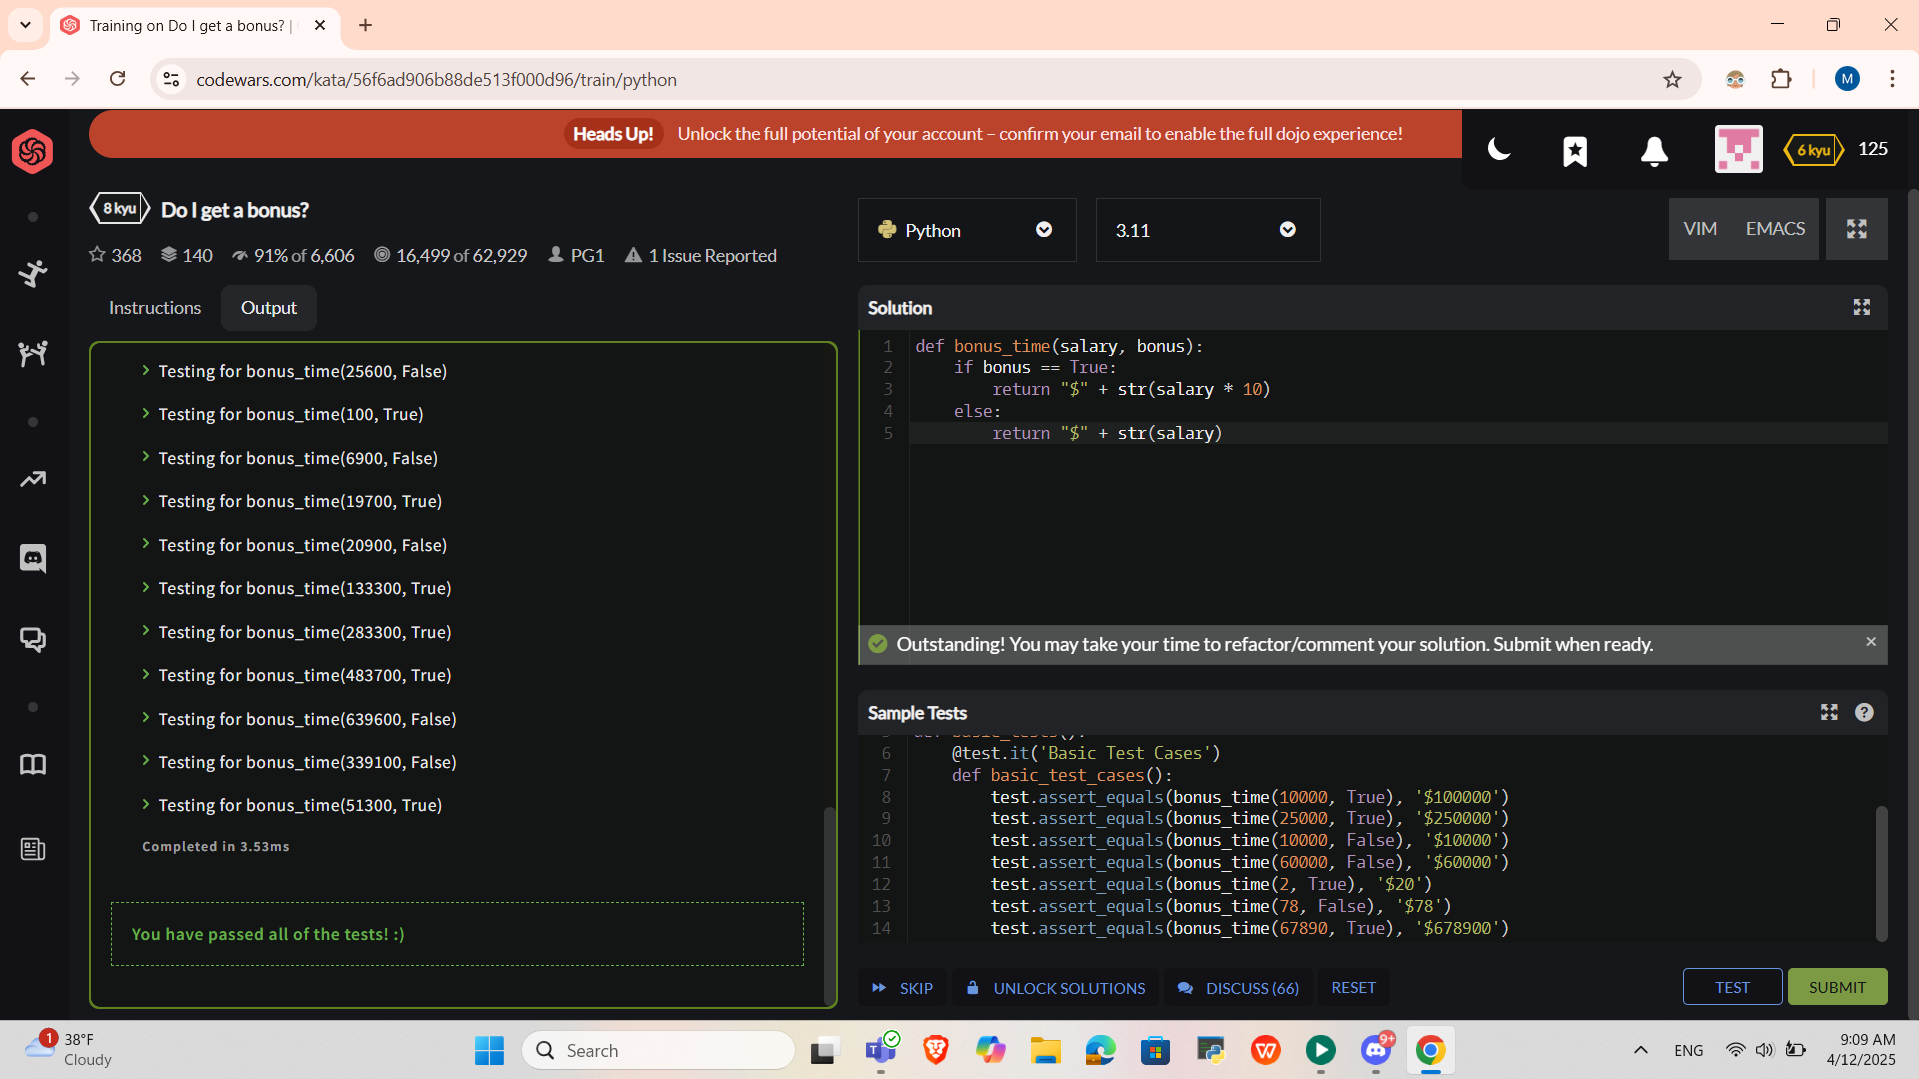 Training on Do I get a bonus? |
codewars.com/kata/56f6ad906b88de513f000d96/train/python
M
Heads Up! Unlock the full potential of your account – confirm your email to enable the full dojo experience!
6 kyu 125
8 kyu Do I get a bonus?
368 140 91% of 6,606 16,499 of 62,929 PG1 1 Issue Reported
Python 3.11 VIM EMACS
Instructions Output
Testing for bonus_time(25600, False)
Testing for bonus_time(100, True)
Testing for bonus_time(6900, False)
Testing for bonus_time(19700, True)
Testing for bonus_time(20900, False)
Testing for bonus_time(133300, True)
Testing for bonus_time(283300, True)
Testing for bonus_time(483700, True)
Testing for bonus_time(639600, False)
Testing for bonus_time(339100, False)
Testing for bonus_time(51300, True)
Completed in 3.53ms
You have passed all of the tests! :)
Solution
1 def bonus_time(salary, bonus):
2     if bonus == True:
3         return "$" + str(salary * 10)
4     else:
5         return "$" + str(salary)
Outstanding! You may take your time to refactor/comment your solution. Submit when ready.
Sample Tests
5 def basic_tests():
6     @test.it('Basic Test Cases')
7     def basic_test_cases():
8         test.assert_equals(bonus_time(10000, True), '$100000')
9         test.assert_equals(bonus_time(25000, True), '$250000')
10         test.assert_equals(bonus_time(10000, False), '$10000')
11         test.assert_equals(bonus_time(60000, False), '$60000')
12         test.assert_equals(bonus_time(2, True), '$20')
13         test.assert_equals(bonus_time(78, False), '$78')
14         test.assert_equals(bonus_time(67890, True), '$678900')
SKIP UNLOCK SOLUTIONS DISCUSS (66) RESET TEST SUBMIT
1 38°F
Cloudy
Search
9+
ENG
9:09 AM
4/12/2025